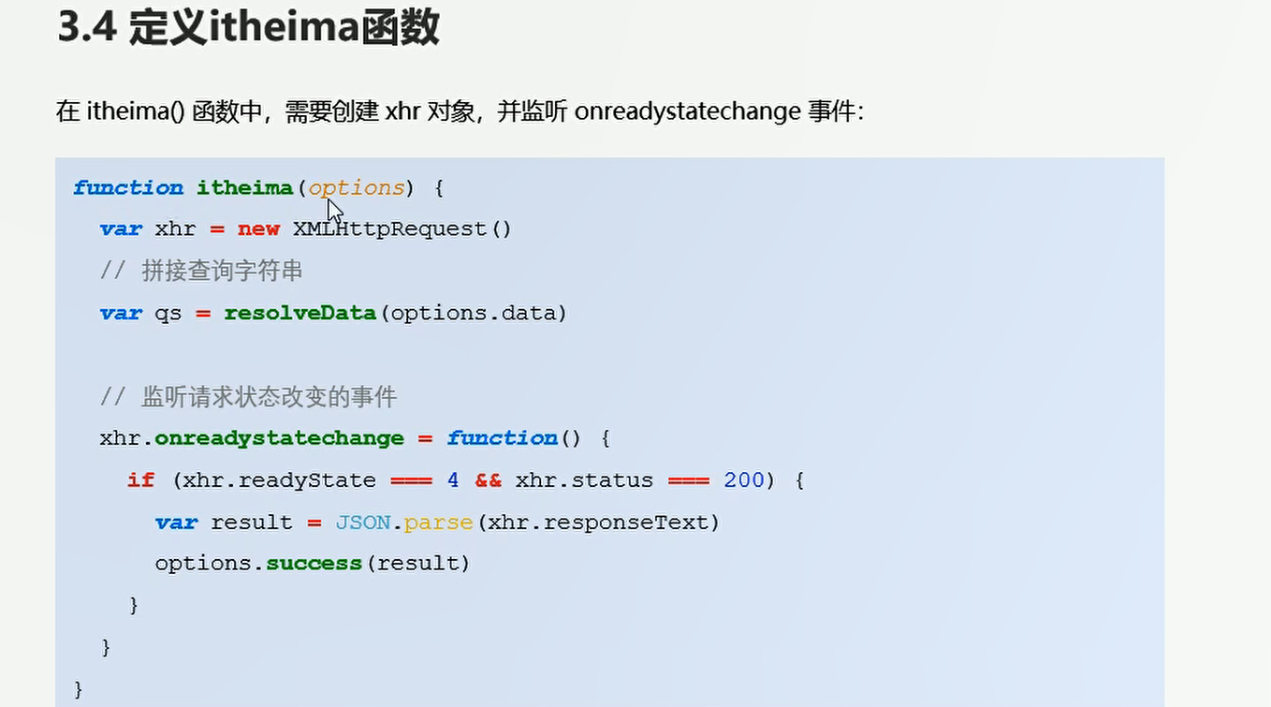 3.4 定义itheima函数
在 itheima() 函数中，需要创建 xhr 对象，并监听 onreadystatechange 事件：
function itheima(options) {
  var xhr = new XMLHttpRequest()
  // 拼接查询字符串
  var qs = resolveData(options.data)
  // 监听请求状态改变的事件
  xhr.onreadystatechange = function() {
    if (xhr.readyState === 4 && xhr.status === 200) {
      var result = JSON.parse(xhr.responseText)
      options.success(result)
    }
  }
}